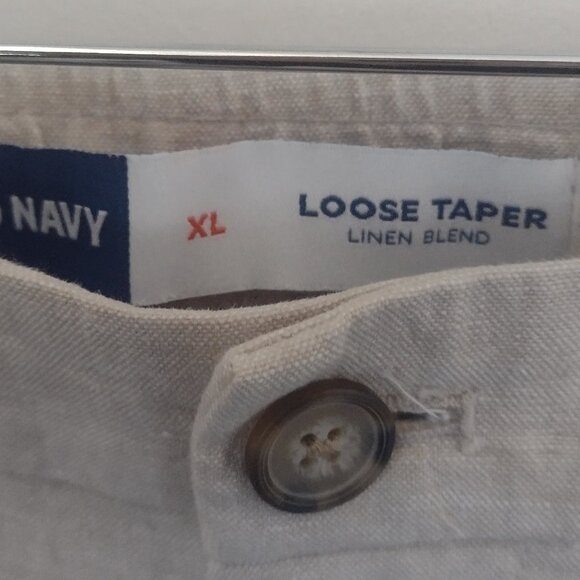 NAVY
XL
LOOSE TAPER
LINEN BLEND